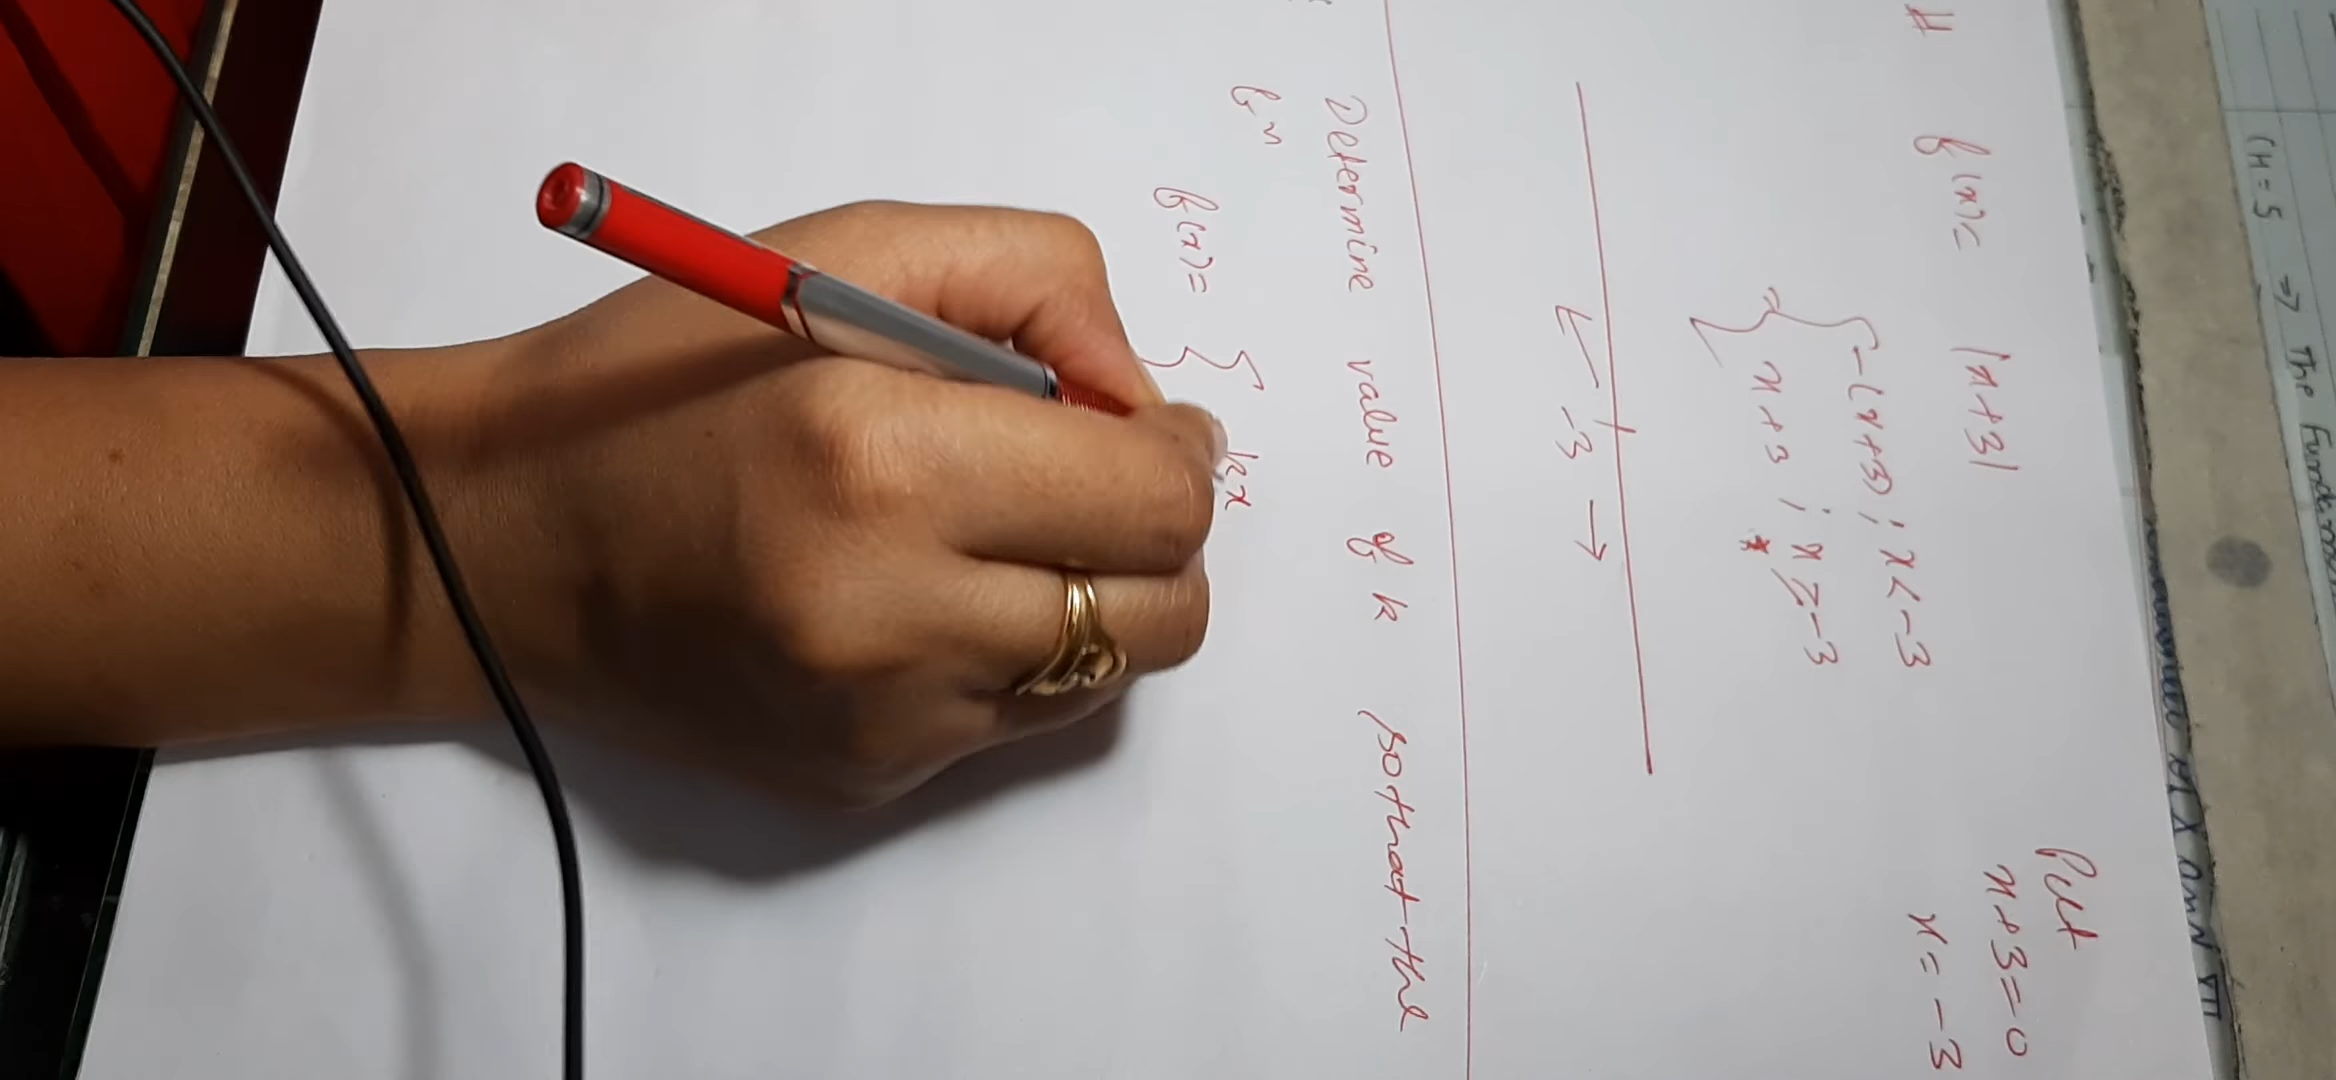 CH = 5 ⇒ The
# f(x) = |x+3|
Put
x+3=0
x = -3
= { -(x+3) ; x < -3
x+3 ; x ≥ -3
← -3 →
Determine value of k so that the
f^n
f(x) = { kx